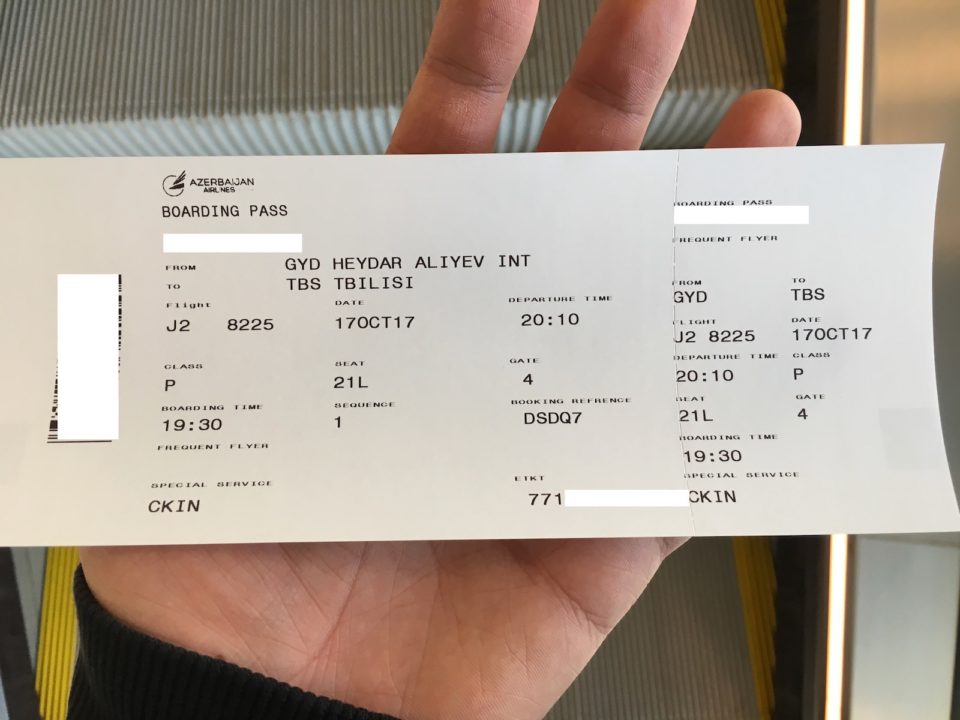 AZERBAIJAN
AIRLINES
BOARDING PASS
FROM GYD HEYDAR ALIYEV INT
TO TBS TBILISI
Flight DATE DEPARTURE TIME
J2 8225 17OCT17 20:10
CLASS SEAT GATE
P 21L 4
BOARDING TIME SEQUENCE BOOKING REFRENCE
19:30 1 DSDQ7
FREQUENT FLYER
SPECIAL SERVICE ETKT
CKIN 771
BOARDING PASS
FREQUENT FLYER
FROM TO
GYD TBS
FLIGHT DATE
J2 8225 17OCT17
DEPARTURE TIME CLASS
20:10 P
SEAT GATE
21L 4
BOARDING TIME
19:30
SPECIAL SERVICE
CKIN